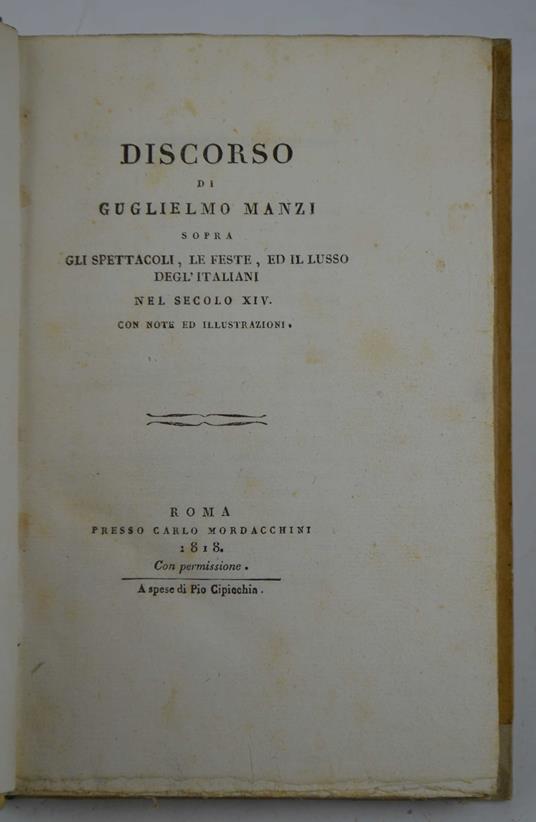 DISCORSO
DI
GUGLIELMO MANZI
SOPRA
GLI SPETTACOLI, LE FESTE, ED IL LUSSO
DEGL'ITALIANI
NEL SECOLO XIV.
CON NOTE ED ILLUSTRAZIONI.
ROMA
PRESSO CARLO MORDACCHINI
1818.
Con permissione.
A spese di Pio Cipicchia.